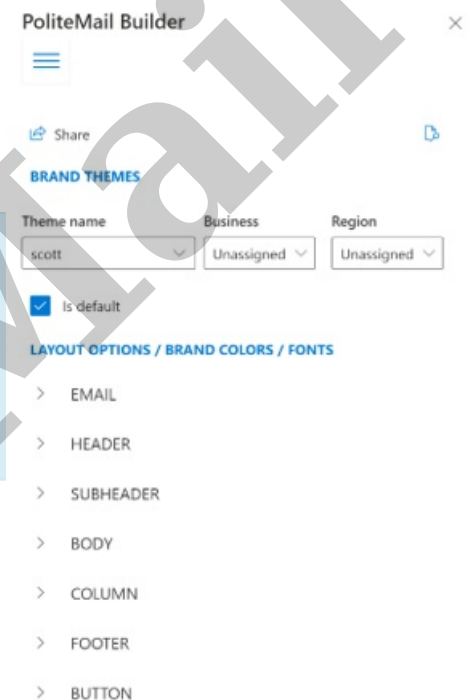 PoliteMail Builder
Share
BRAND THEMES
Theme name Business Region
scott Unassigned Unassigned
Is default
LAYOUT OPTIONS / BRAND COLORS / FONTS
EMAIL
HEADER
SUBHEADER
BODY
COLUMN
FOOTER
BUTTON
Mail